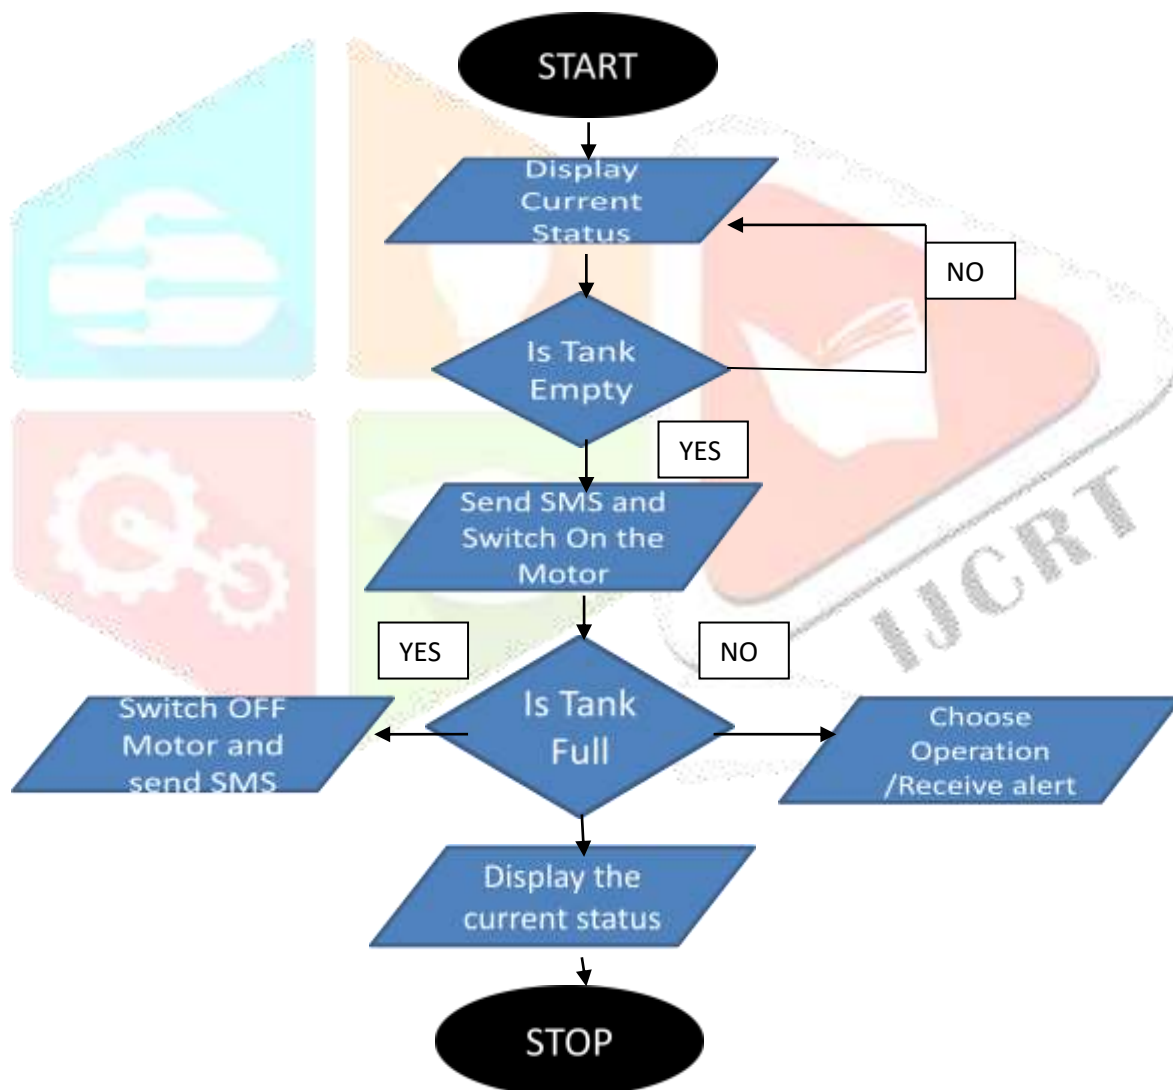 START
Display
Current
Status
NO
Is Tank
Empty
YES
Send SMS and
Switch On the
Motor
YES
NO
Is Tank
Full
Switch OFF
Motor and
send SMS
Choose
Operation
/Receive alert
Display the
current status
STOP
IJCRT